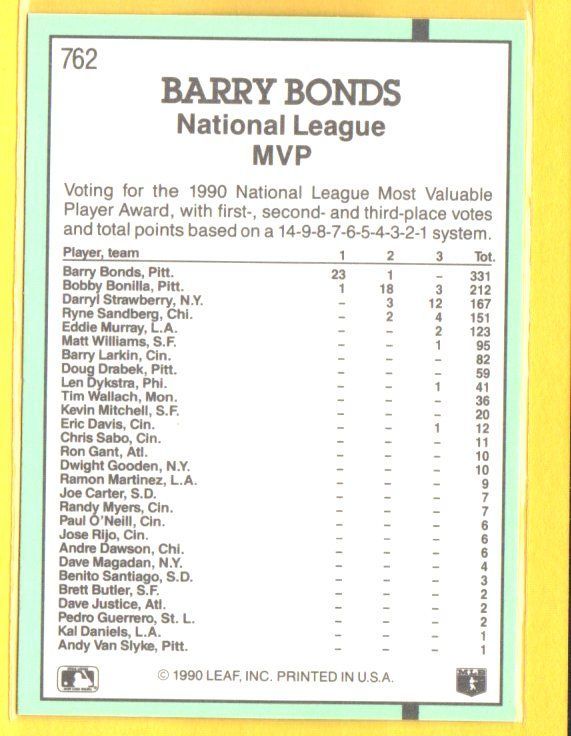 762
BARRY BONDS
National League
MVP
Voting for the 1990 National League Most Valuable
Player Award, with first-, second- and third-place votes
and total points based on a 14-9-8-7-6-5-4-3-2-1 system.
Player, team 1 2 3 Tot.
Barry Bonds, Pitt. 23 1 – 331
Bobby Bonilla, Pitt. 1 18 3 212
Darryl Strawberry, N.Y. – 3 12 167
Ryne Sandberg, Chi. – 2 4 151
Eddie Murray, L.A. – – 2 123
Matt Williams, S.F. – – 1 95
Barry Larkin, Cin. – – – 82
Doug Drabek, Pitt. – – – 59
Len Dykstra, Phi. – – 1 41
Tim Wallach, Mon. – – – 36
Kevin Mitchell, S.F. – – – 20
Eric Davis, Cin. – – 1 12
Chris Sabo, Cin. – – – 11
Ron Gant, Atl. – – – 10
Dwight Gooden, N.Y. – – – 10
Ramon Martinez, L.A. – – – 9
Joe Carter, S.D. – – – 7
Randy Myers, Cin. – – – 7
Paul O'Neill, Cin. – – – 6
Jose Rijo, Cin. – – – 6
Andre Dawson, Chi. – – – 6
Dave Magadan, N.Y. – – – 4
Benito Santiago, S.D. – – – 3
Brett Butler, S.F. – – – 2
Dave Justice, Atl. – – – 2
Pedro Guerrero, St. L. – – – 2
Kal Daniels, L.A. – – – 1
Andy Van Slyke, Pitt. – – – 1
© 1990 LEAF, INC. PRINTED IN U.S.A.